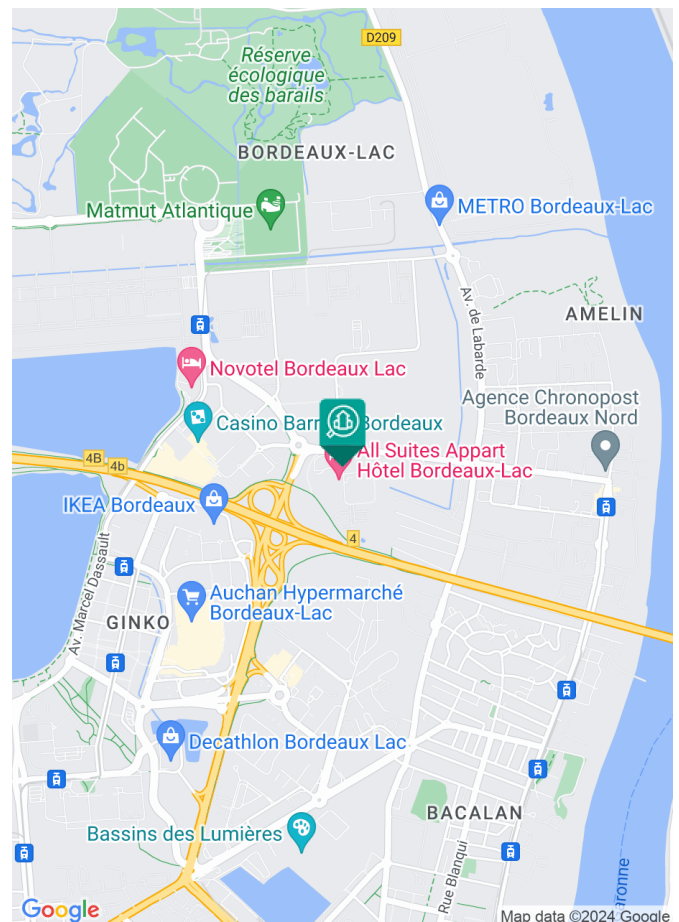 D209
Réserve
écologique
des barails
BORDEAUX-LAC
Matmut Atlantique
METRO Bordeaux-Lac
Av. de Labarde
AMELIN
Novotel Bordeaux Lac
Agence Chronopost
Bordeaux Nord
Casino Bordeaux
All Suites Appart
Hôtel Bordeaux-Lac
4B
4b
IKEA Bordeaux
4
Av. Marcel Dassault
Auchan Hypermarché
Bordeaux-Lac
GINKO
Decathlon Bordeaux Lac
BACALAN
Bassins des Lumières
Rue Blanqui
Google
Map data ©2024 Google